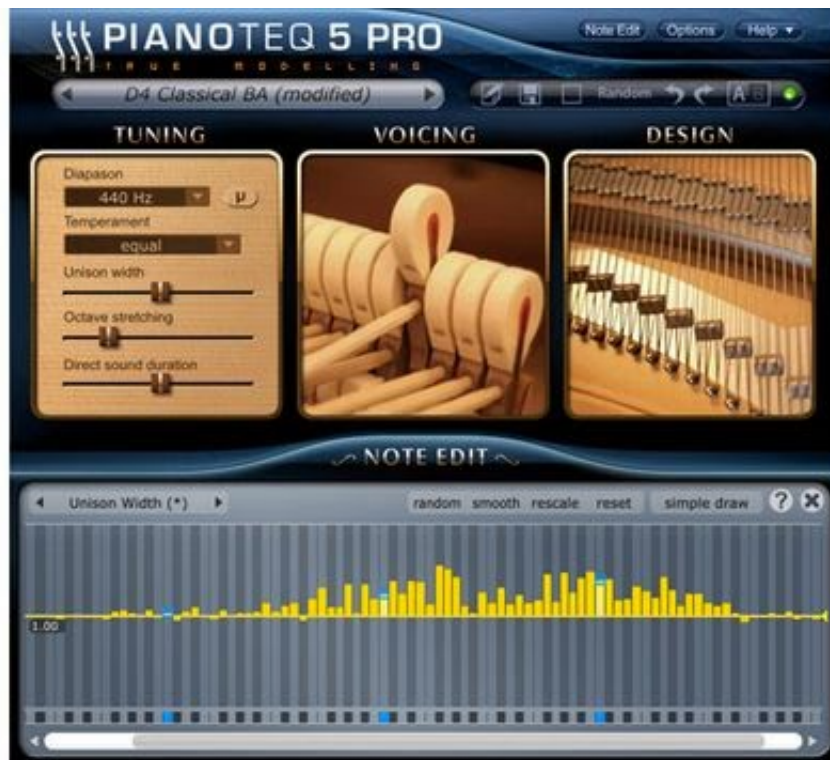 PIANOTEQ 5 PRO
TRUE MODELLING
Note Edit Options Help
D4 Classical BA (modified)
Random A B
TUNING VOICING DESIGN
Diapason
440 Hz μ
Temperament
equal
Unison width
Octave stretching
Direct sound duration
NOTE EDIT
Unison Width (*) random smooth rescale reset simple draw ?
1.00